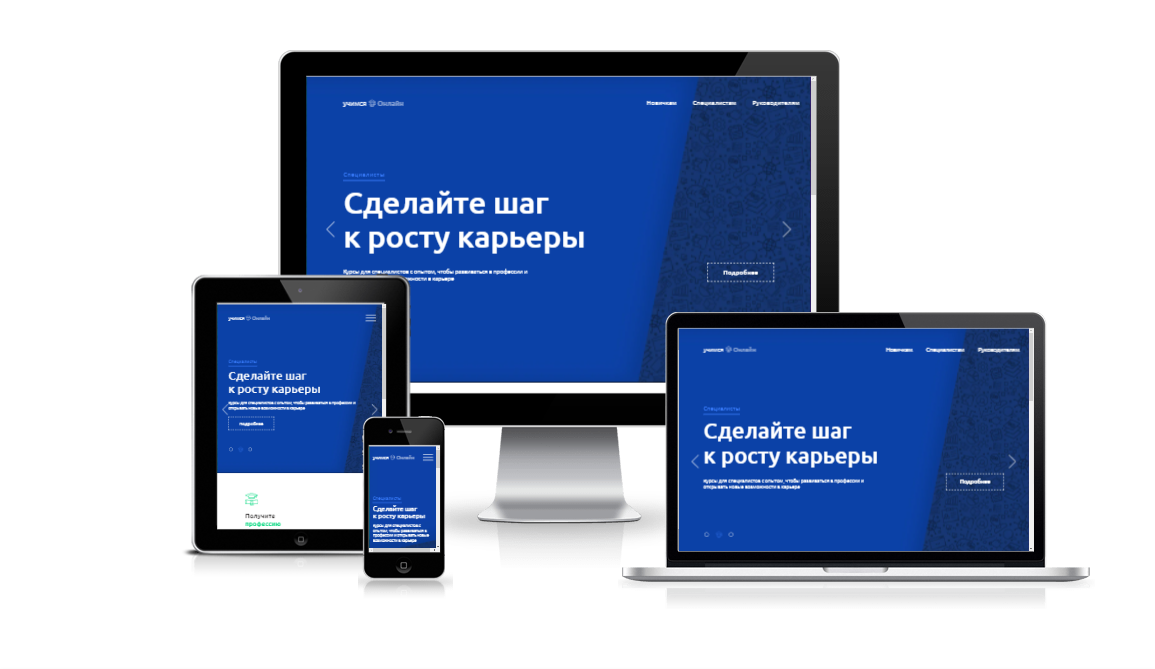 учимся Онлайн
Новичкам Специалистам Руководителям
Специалисты
Сделайте шаг
к росту карьеры
Курсы для специалистов с опытом, чтобы развиваться в профессии и
возможности в карьере
Подробнее
учимся Онлайн
Специалисты
Сделайте шаг
к росту карьеры
Курсы для специалистов с опытом, чтобы развиваться в профессии и
открывать новые возможности в карьере
Подробнее
Получите
профессию
учимся Онлайн
Специалисты
Сделайте шаг
к росту карьеры
Курсы для специалистов с
опытом, чтобы развиваться в
профессии и открывать новые
возможности в карьере
учимся Онлайн
Новичкам Специалистам Руководителям
Специалисты
Сделайте шаг
к росту карьеры
Курсы для специалистов с опытом, чтобы развиваться в профессии и
открывать новые возможности в карьере
Подробнее